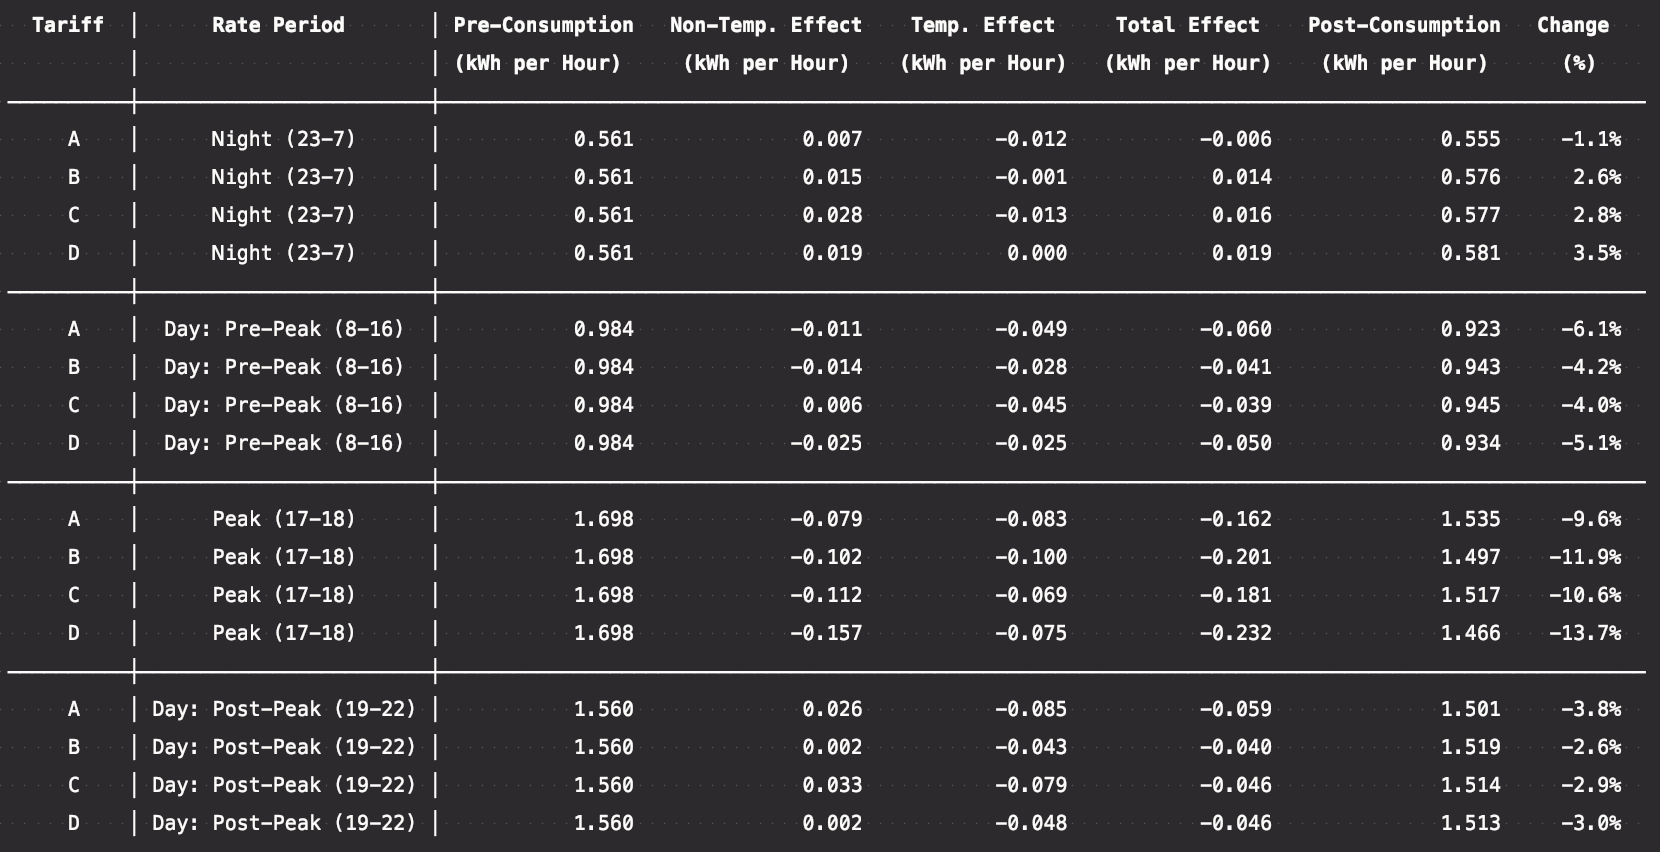 Tariff | Rate Period | Pre-Consumption Non-Temp. Effect Temp. Effect Total Effect Post-Consumption Change
| | (kWh per Hour) (kWh per Hour) (kWh per Hour) (kWh per Hour) (kWh per Hour) (%)
A | Night (23-7) | 0.561 0.007 -0.012 -0.006 0.555 -1.1%
B | Night (23-7) | 0.561 0.015 -0.001 0.014 0.576 2.6%
C | Night (23-7) | 0.561 0.028 -0.013 0.016 0.577 2.8%
D | Night (23-7) | 0.561 0.019 0.000 0.019 0.581 3.5%
A | Day: Pre-Peak (8-16) | 0.984 -0.011 -0.049 -0.060 0.923 -6.1%
B | Day: Pre-Peak (8-16) | 0.984 -0.014 -0.028 -0.041 0.943 -4.2%
C | Day: Pre-Peak (8-16) | 0.984 0.006 -0.045 -0.039 0.945 -4.0%
D | Day: Pre-Peak (8-16) | 0.984 -0.025 -0.025 -0.050 0.934 -5.1%
A | Peak (17-18) | 1.698 -0.079 -0.083 -0.162 1.535 -9.6%
B | Peak (17-18) | 1.698 -0.102 -0.100 -0.201 1.497 -11.9%
C | Peak (17-18) | 1.698 -0.112 -0.069 -0.181 1.517 -10.6%
D | Peak (17-18) | 1.698 -0.157 -0.075 -0.232 1.466 -13.7%
A | Day: Post-Peak (19-22) | 1.560 0.026 -0.085 -0.059 1.501 -3.8%
B | Day: Post-Peak (19-22) | 1.560 0.002 -0.043 -0.040 1.519 -2.6%
C | Day: Post-Peak (19-22) | 1.560 0.033 -0.079 -0.046 1.514 -2.9%
D | Day: Post-Peak (19-22) | 1.560 0.002 -0.048 -0.046 1.513 -3.0%